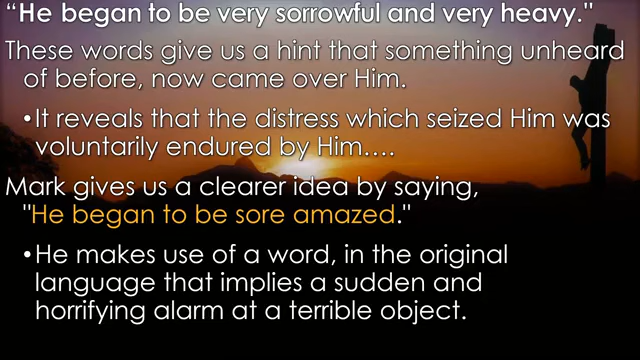 “He began to be very sorrowful and very heavy."
These words give us a hint that something unheard
of before, now came over Him.
•It reveals that the distress which seized Him was
voluntarily endured by Him….
Mark gives us a clearer idea by saying,
"He began to be sore amazed."
•He makes use of a word, in the original
language that implies a sudden and
horrifying alarm at a terrible object.